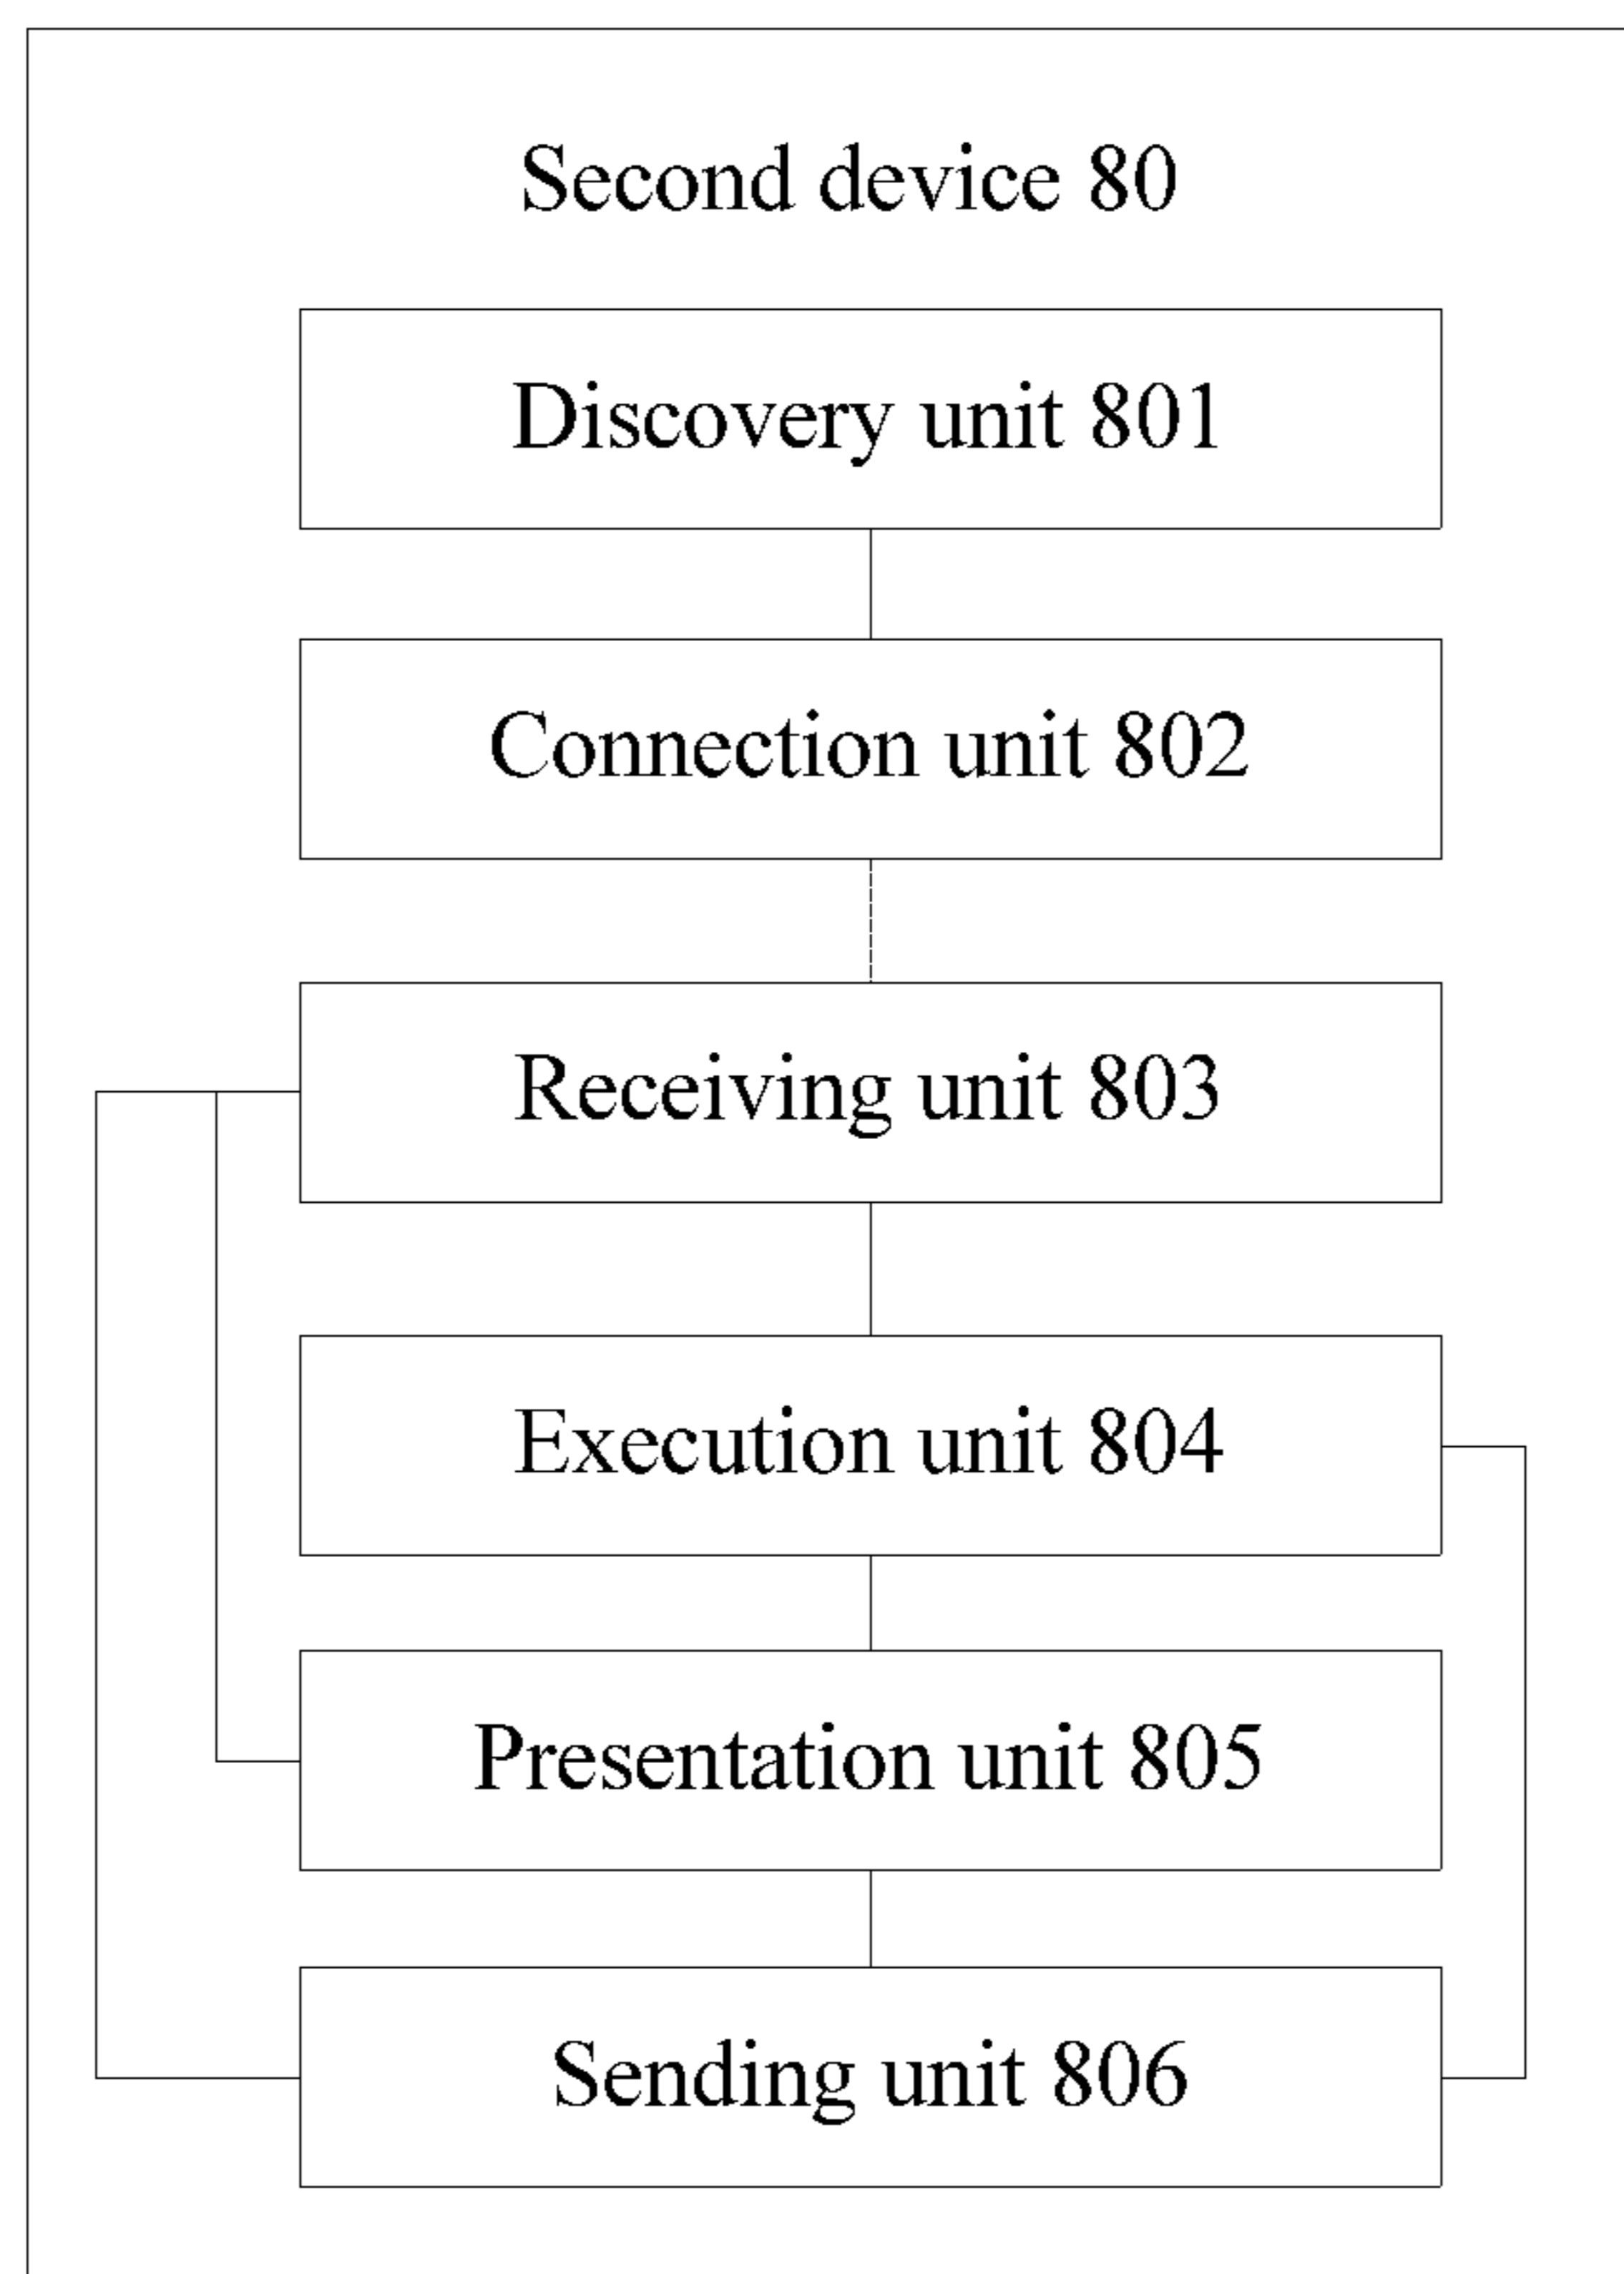 Second device 80
Discovery unit 801
Connection unit 802
Receiving unit 803
Execution unit 804
Presentation unit 805
Sending unit 806